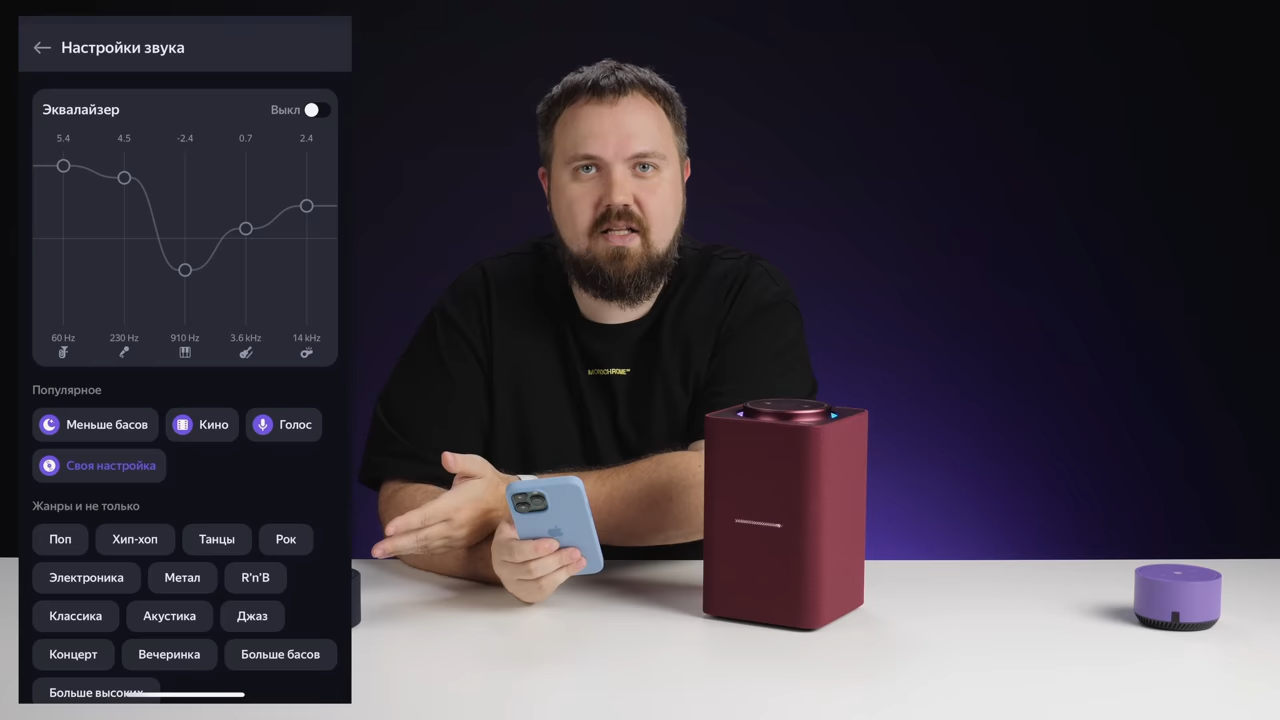 Настройки звука
Эквалайзер Выкл
5.4 4.5 -2.4 0.7 2.4
60 Hz 230 Hz 910 Hz 3.6 kHz 14 kHz
Популярное
Меньше басов Кино Голос
Своя настройка
Жанры и не только
Поп Хип-хоп Танцы Рок
Электроника Метал R'n'B
Классика Акустика Джаз
Концерт Вечеринка Больше басов
Больше высоких